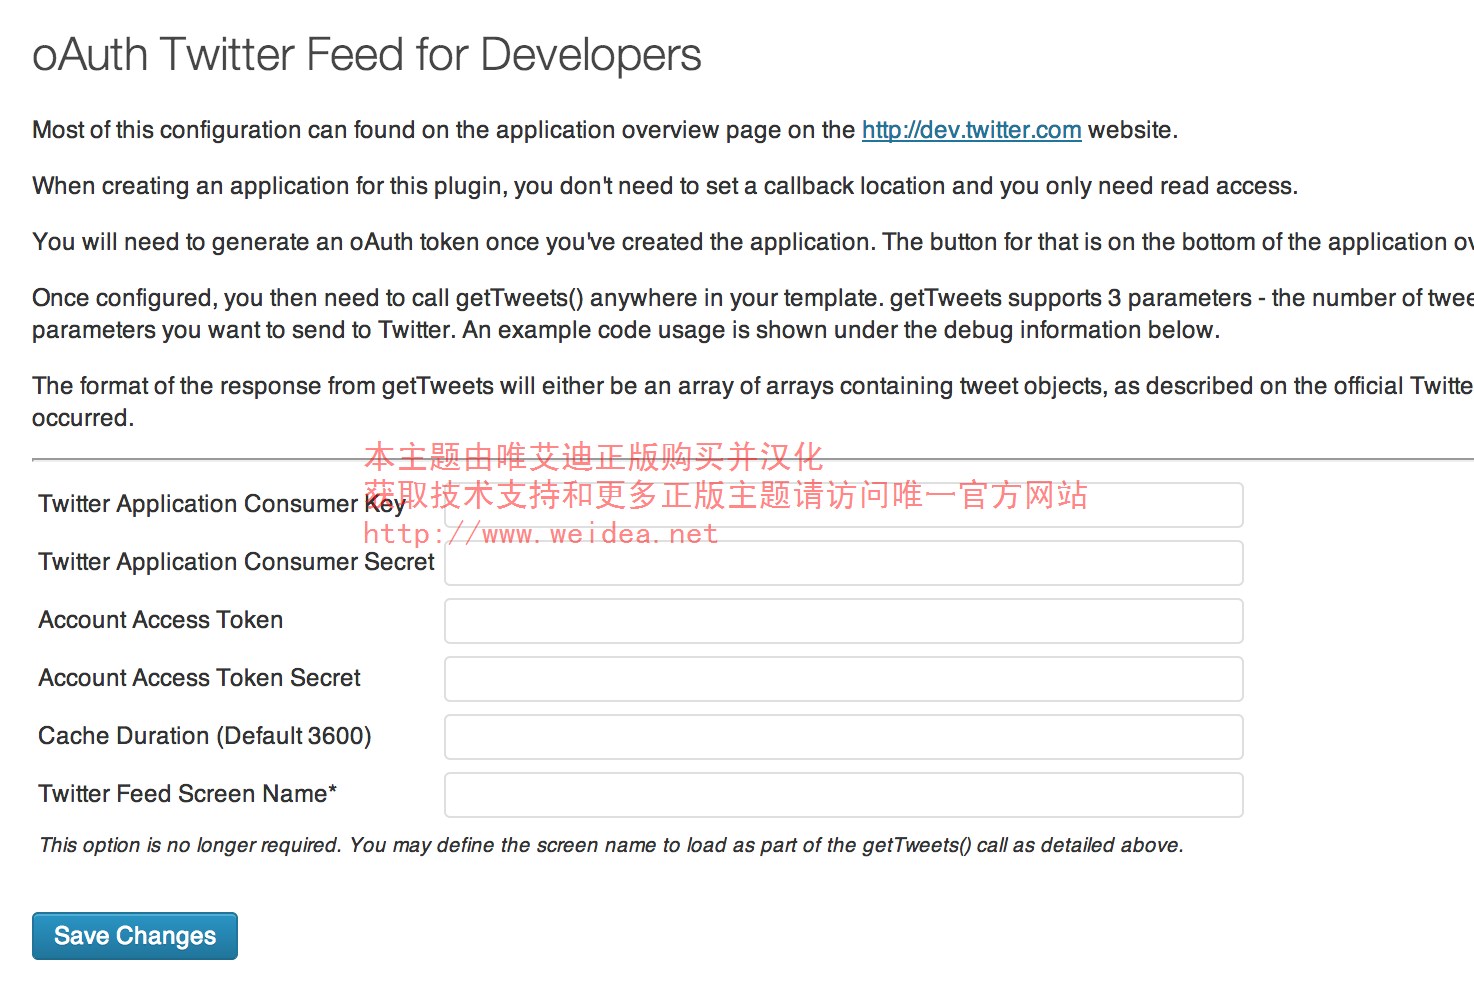 oAuth Twitter Feed for Developers
Most of this configuration can found on the application overview page on the http://dev.twitter.com website.
When creating an application for this plugin, you don't need to set a callback location and you only need read access.
You will need to generate an oAuth token once you've created the application. The button for that is on the bottom of the application
Once configured, you then need to call getTweets() anywhere in your template. getTweets supports 3 parameters - the number of
parameters you want to send to Twitter. An example code usage is shown under the debug information below.
The format of the response from getTweets will either be an array of arrays containing tweet objects, as described on the official
occurred.
本主题由唯艾迪正版购买并汉化
获取技术支持和更多正版主题请访问唯一官方网站
http://www.weidea.net
Twitter Application Consumer Key
Twitter Application Consumer Secret
Account Access Token
Account Access Token Secret
Cache Duration (Default 3600)
Twitter Feed Screen Name*
This option is no longer required. You may define the screen name to load as part of the getTweets() call as detailed above.
Save Changes